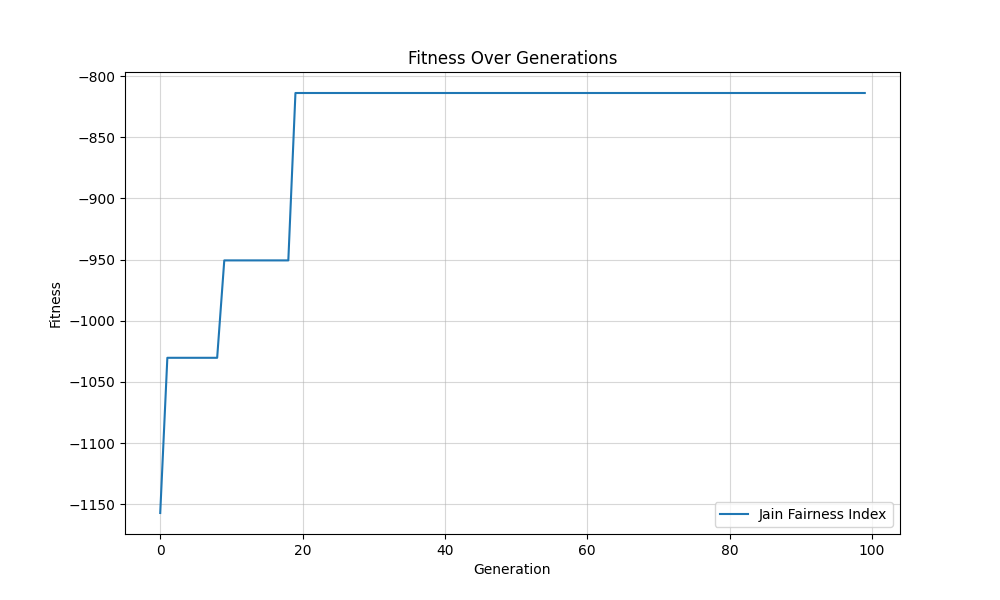 Fitness Over Generations
−800
−850
−900
−950
−1000
−1050
−1100
−1150
Fitness
0 20 40 60 80 100
Generation
Jain Fairness Index